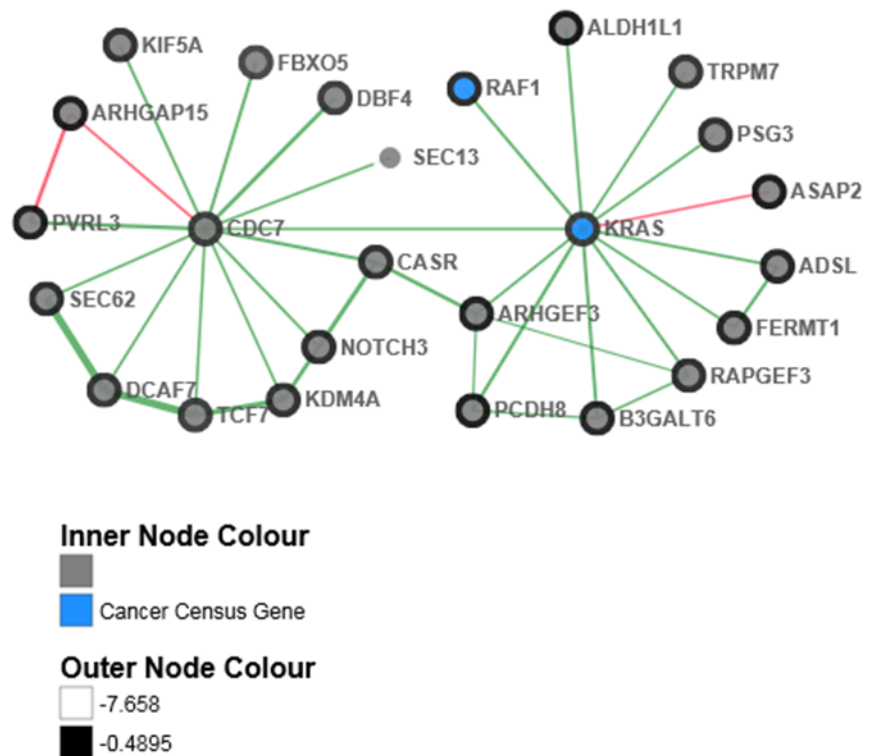 ALDH1L1
KIF5A
FBXO5
TRPM7
RAF1
DBF4
ARHGAP15
PSG3
SEC13
ASAP2
PVRL3
CDC7
KRAS
CASR
ADSL
SEC62
ARHGEF3
FERMT1
NOTCH3
RAPGEF3
DCAF7
KDM4A
TCF7
PCDH8
B3GALT6
Inner Node Colour
Cancer Census Gene
Outer Node Colour
-7.658
-0.4895